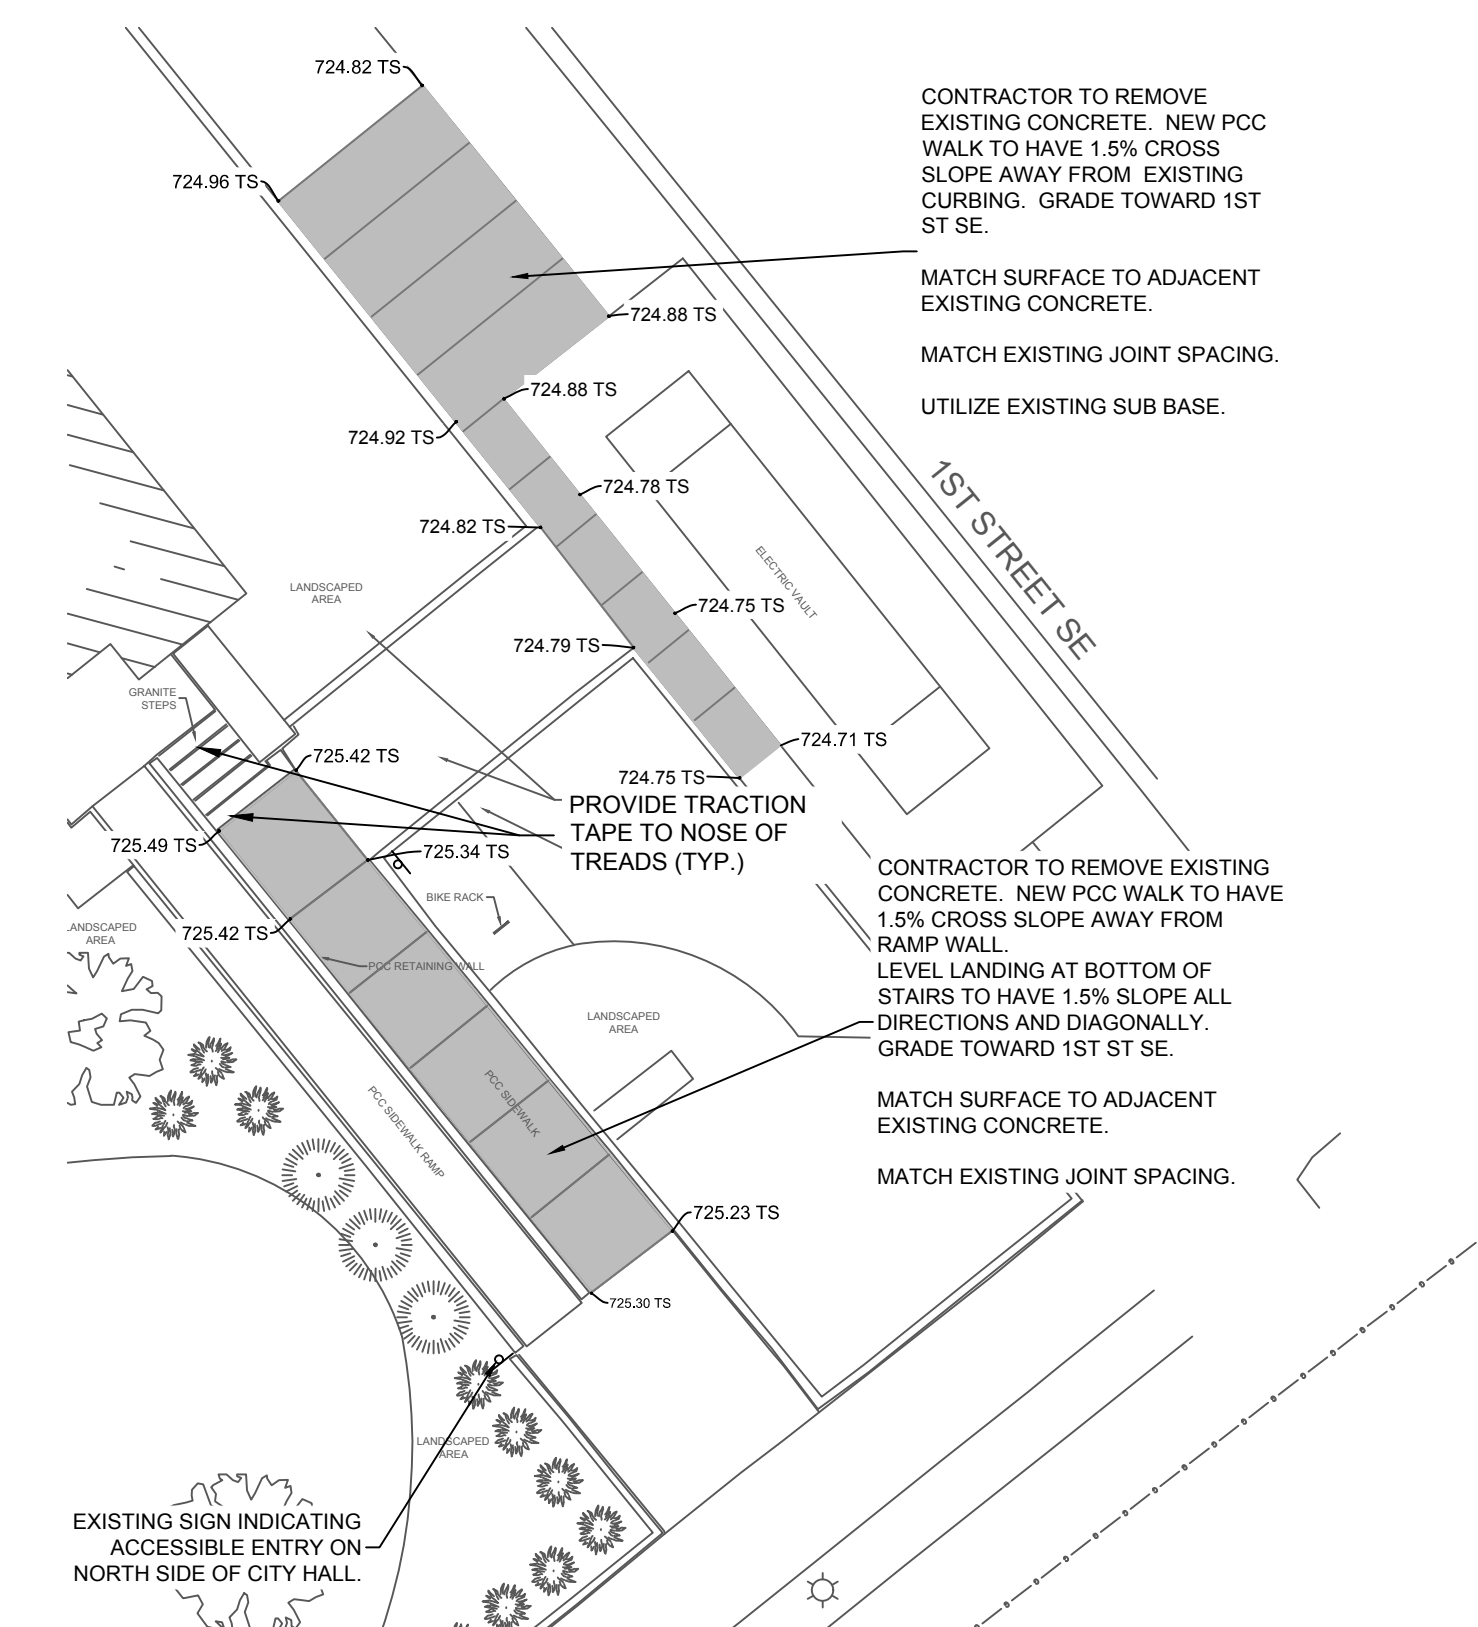 724.82 TS
CONTRACTOR TO REMOVE
EXISTING CONCRETE.  NEW PCC
WALK TO HAVE 1.5% CROSS
SLOPE AWAY FROM  EXISTING
CURBING.  GRADE TOWARD 1ST
ST SE.
MATCH SURFACE TO ADJACENT
EXISTING CONCRETE.
MATCH EXISTING JOINT SPACING.
UTILIZE EXISTING SUB BASE.
724.96 TS
724.88 TS
724.88 TS
724.92 TS
724.78 TS
724.82 TS
1ST STREET SE
ELECTRIC VAULT
LANDSCAPED
AREA
724.75 TS
724.79 TS
GRANITE
STEPS
724.71 TS
725.42 TS
724.75 TS
PROVIDE TRACTION
TAPE TO NOSE OF
TREADS (TYP.)
725.49 TS
725.34 TS
CONTRACTOR TO REMOVE EXISTING
CONCRETE.  NEW PCC WALK TO HAVE
1.5% CROSS SLOPE AWAY FROM
RAMP WALL.
LEVEL LANDING AT BOTTOM OF
STAIRS TO HAVE 1.5% SLOPE ALL
DIRECTIONS AND DIAGONALLY.
GRADE TOWARD 1ST ST SE.
MATCH SURFACE TO ADJACENT
EXISTING CONCRETE.
MATCH EXISTING JOINT SPACING.
BIKE RACK
LANDSCAPED
AREA
725.42 TS
PCC RETAINING WALL
LANDSCAPED
AREA
PCC SIDEWALK
PCC SIDEWALK RAMP
725.23 TS
725.30 TS
LANDSCAPED
AREA
EXISTING SIGN INDICATING
ACCESSIBLE ENTRY ON
NORTH SIDE OF CITY HALL.